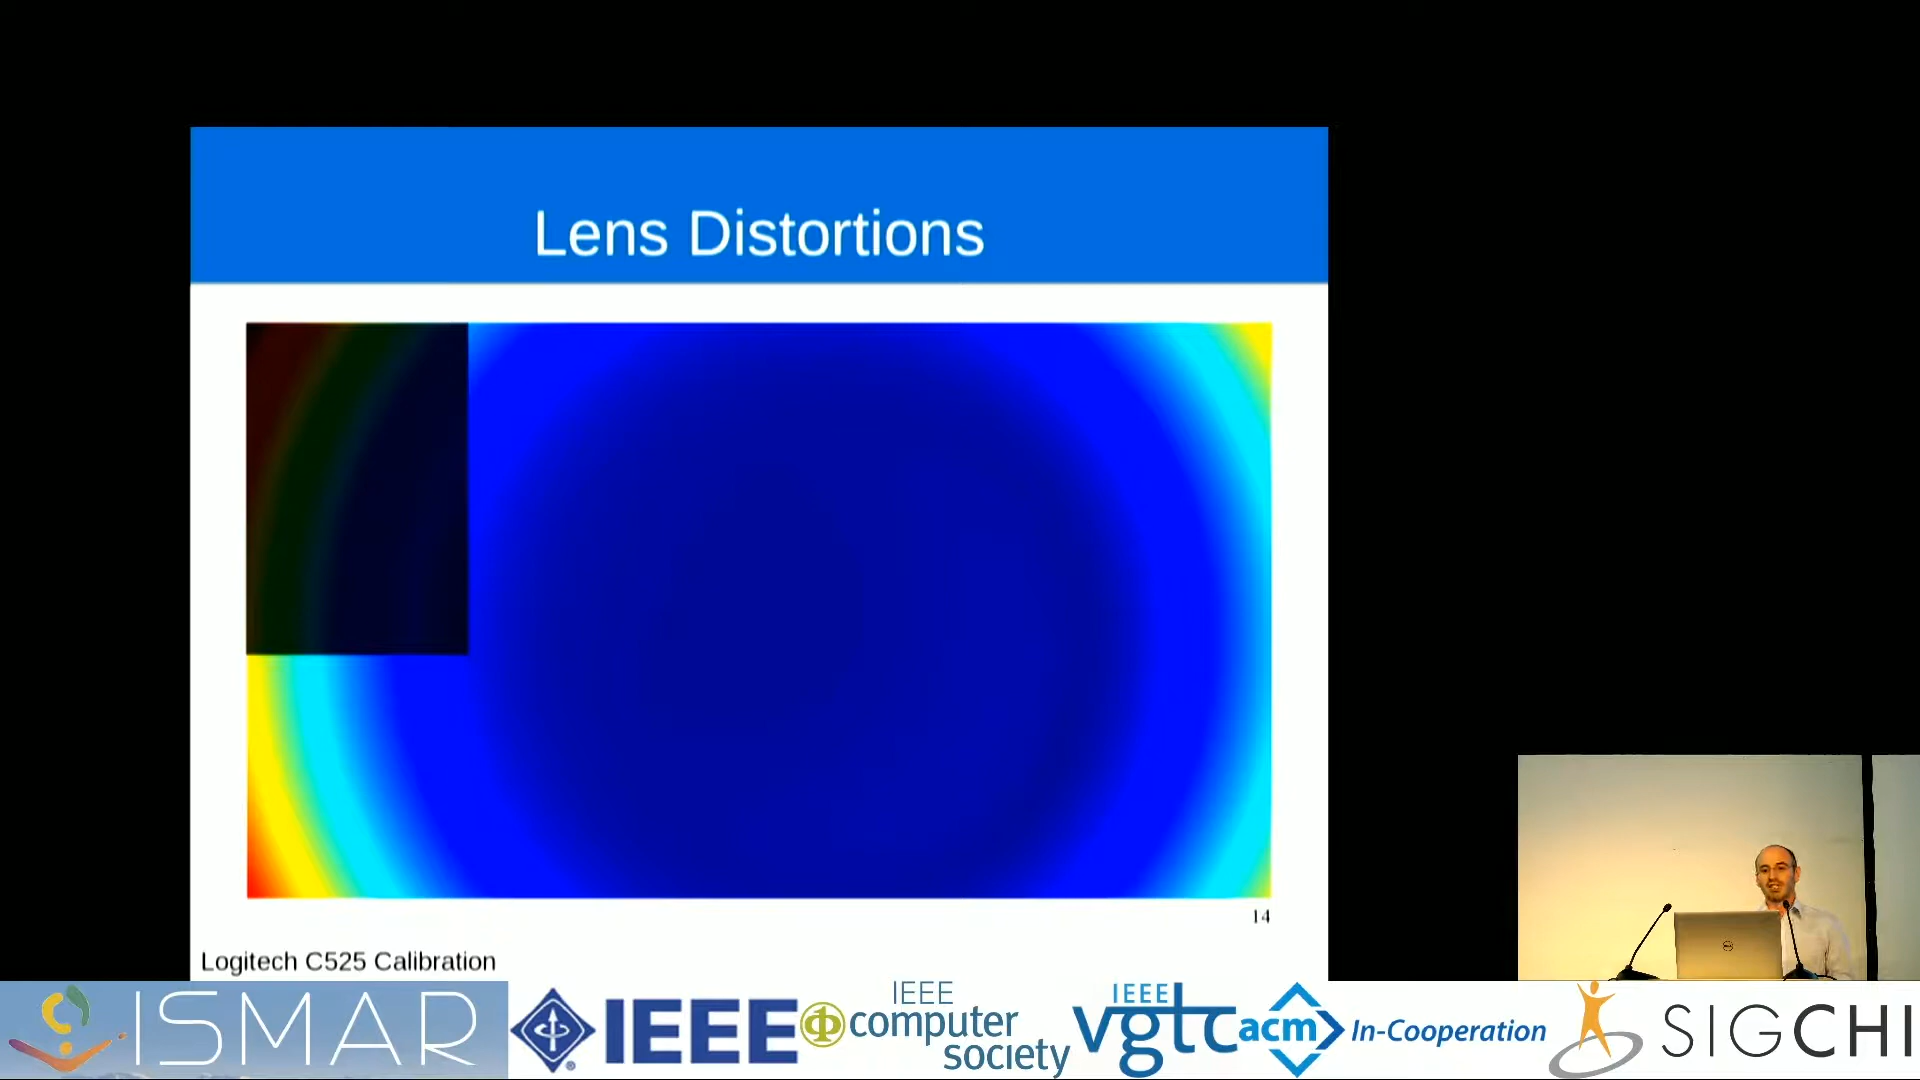 Lens Distortions
14
Logitech C525 Calibration
ISMAR
IEEE
IEEE
computer
society
IEEE
vgtc
acm
In-Cooperation
SIGCHI